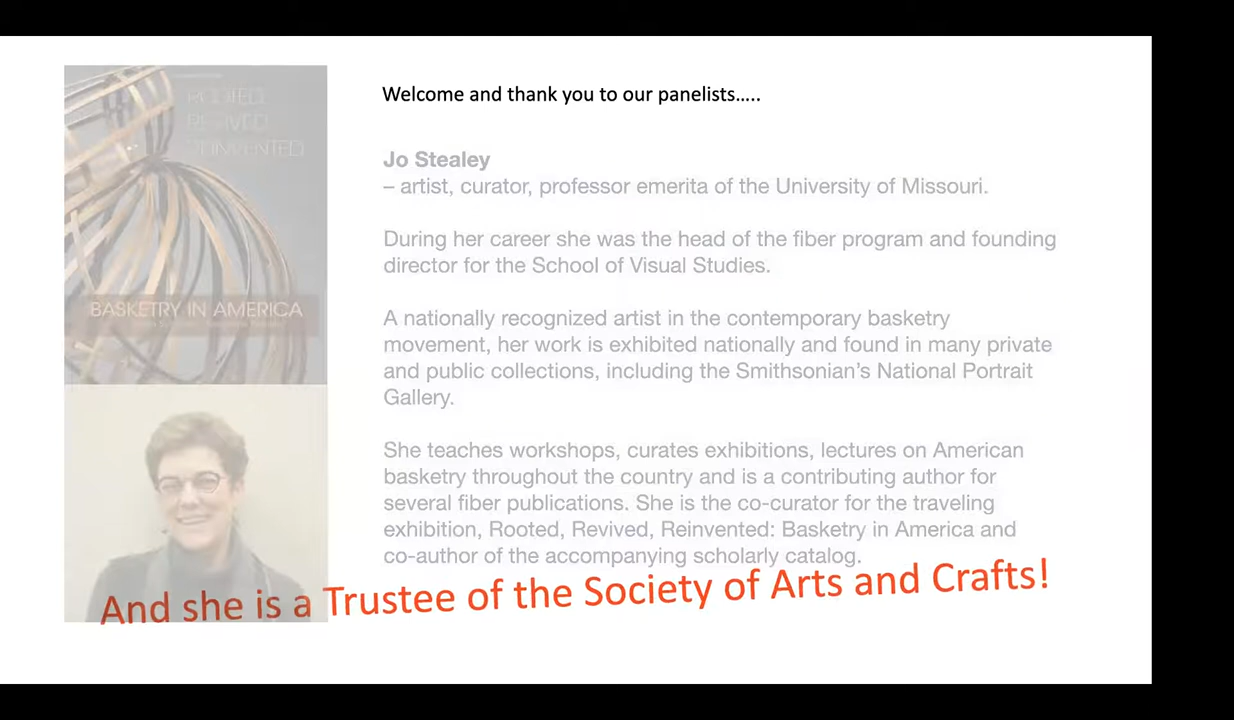 ROOTED
REVIVED
REINVENTED
BASKETRY IN AMERICA
Welcome and thank you to our panelists…..
Jo Stealey
– artist, curator, professor emerita of the University of Missouri.
During her career she was the head of the fiber program and founding
director for the School of Visual Studies.
A nationally recognized artist in the contemporary basketry
movement, her work is exhibited nationally and found in many private
and public collections, including the Smithsonian’s National Portrait
Gallery.
She teaches workshops, curates exhibitions, lectures on American
basketry throughout the country and is a contributing author for
several fiber publications. She is the co-curator for the traveling
exhibition, Rooted, Revived, Reinvented: Basketry in America and
co-author of the accompanying scholarly catalog.
And she is a Trustee of the Society of Arts and Crafts!